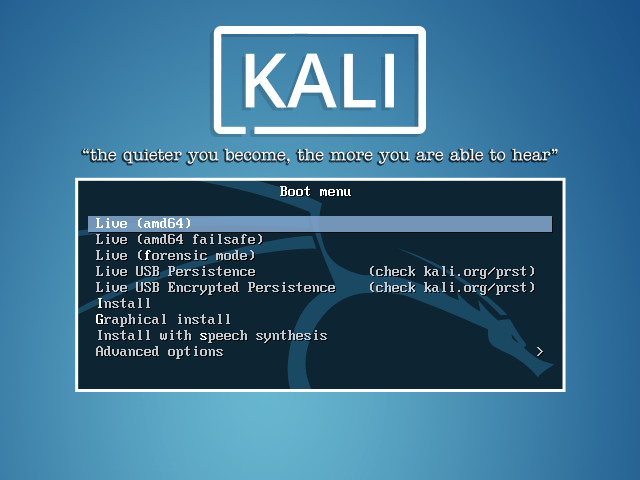 KALI
“the quieter you become, the more you are able to hear”
Boot menu
Live (amd64)
Live (amd64 failsafe)
Live (forensic mode)
Live USB Persistence (check kali.org/prst)
Live USB Encrypted Persistence (check kali.org/prst)
Install
Graphical install
Install with speech synthesis
Advanced options >